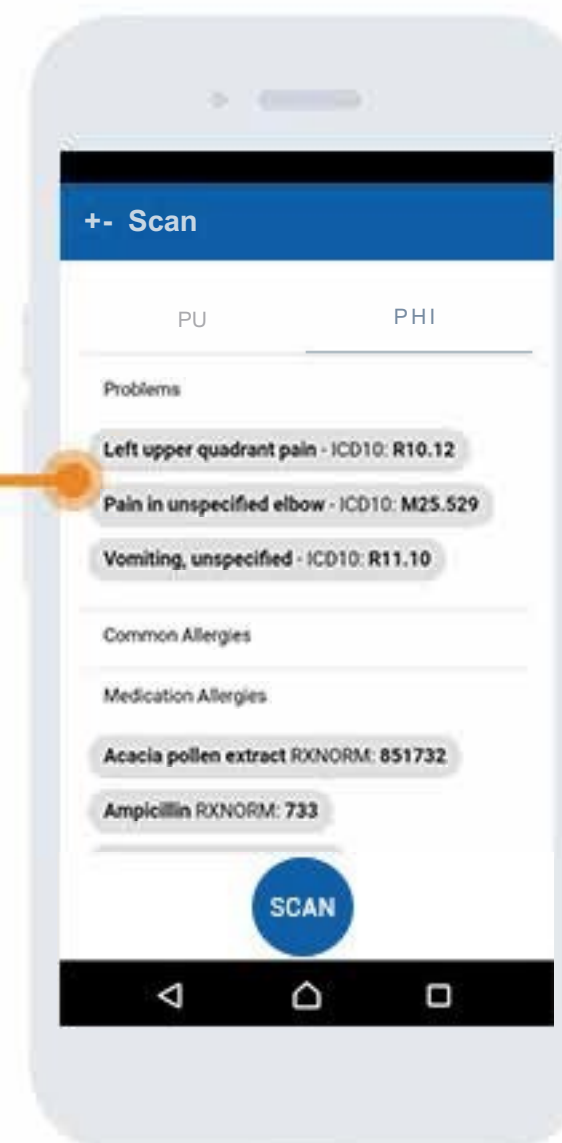 +- Scan
PU PHI
Problems
Left upper quadrant pain - ICD10: R10.12
Pain in unspecified elbow - ICD10: M25.529
Vomiting, unspecified - ICD10: R11.10
Common Allergies
Medication Allergies
Acacia pollen extract RXNORM: 851732
Ampicillin RXNORM: 733
SCAN